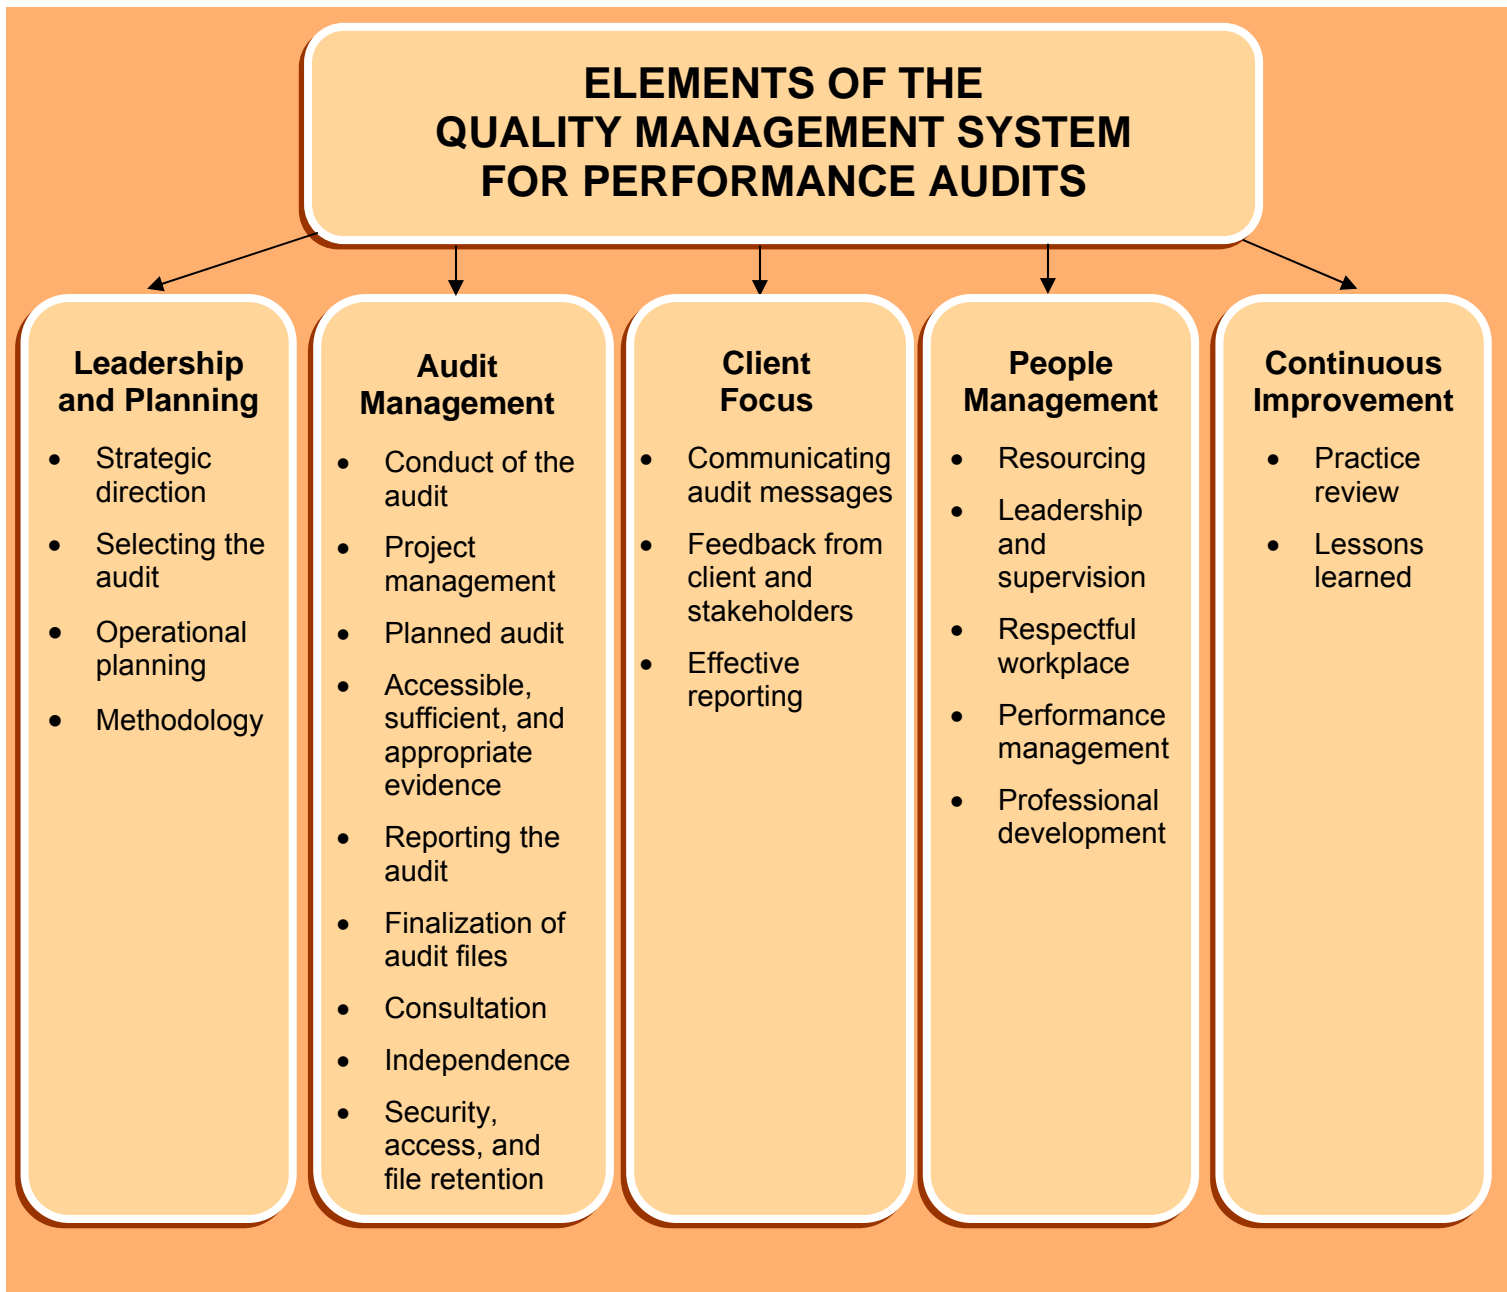 ELEMENTS OF THE
QUALITY MANAGEMENT SYSTEM
FOR PERFORMANCE AUDITS
Leadership
and Planning
• Strategic
direction
• Selecting the
audit
• Operational
planning
• Methodology
Audit
Management
• Conduct of the
audit
• Project
management
• Planned audit
• Accessible,
sufficient, and
appropriate
evidence
• Reporting the
audit
• Finalization of
audit files
• Consultation
• Independence
• Security,
access, and
file retention
Client
Focus
• Communicating
audit messages
• Feedback from
client and
stakeholders
• Effective
reporting
People
Management
• Resourcing
• Leadership
and
supervision
• Respectful
workplace
• Performance
management
• Professional
development
Continuous
Improvement
• Practice
review
• Lessons
learned